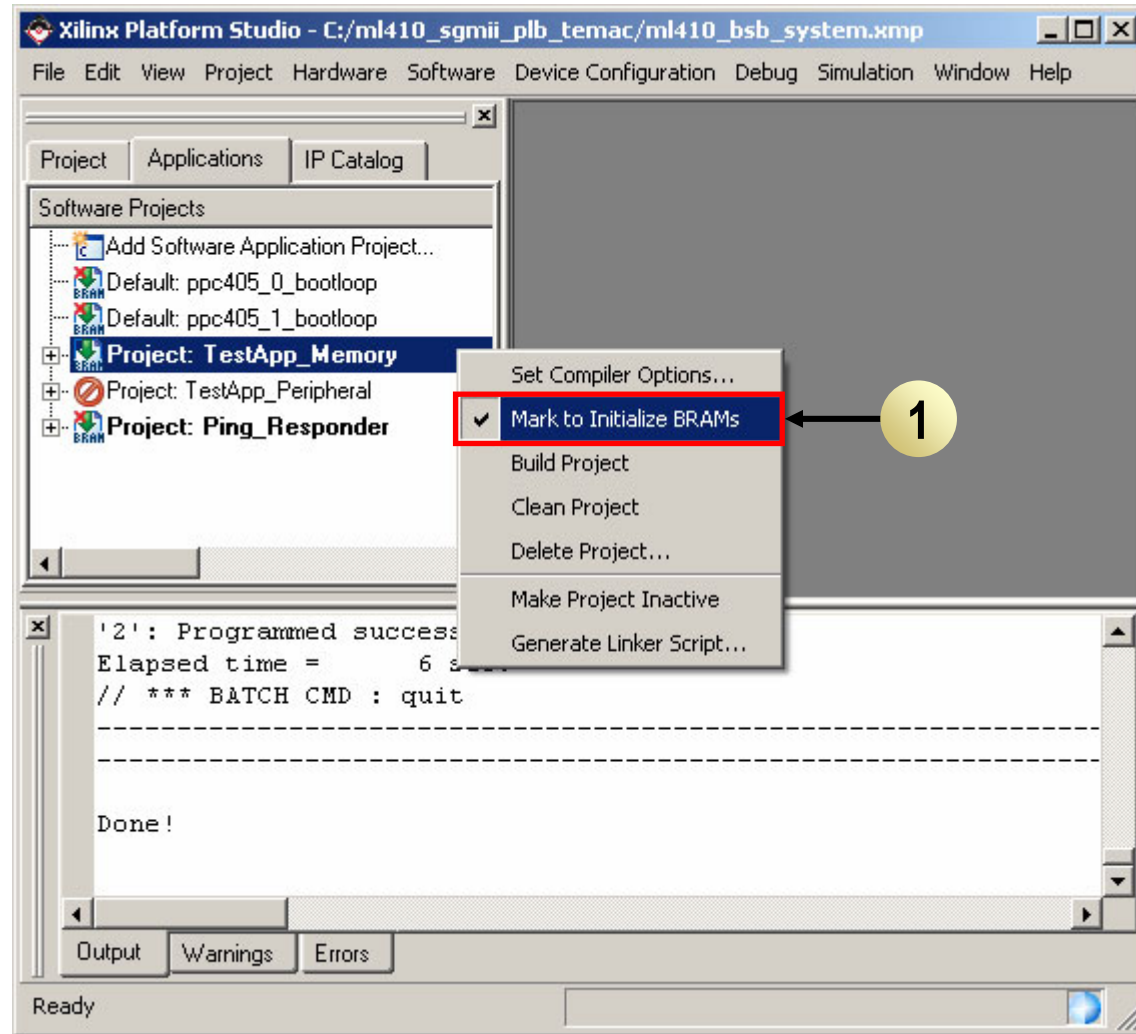 Xilinx Platform Studio - C:/ml410_sgmii_plb_temac/ml410_bsb_system.xmp
File Edit View Project Hardware Software Device Configuration Debug Simulation Window Help
Project Applications IP Catalog
Software Projects
Add Software Application Project...
BRAM Default: ppc405_0_bootloop
BRAM Default: ppc405_1_bootloop
Project: TestApp_Memory
Project: TestApp_Peripheral
BRAM Project: Ping_Responder
Set Compiler Options...
Mark to Initialize BRAMs
1
Build Project
Clean Project
Delete Project...
Make Project Inactive
Generate Linker Script...
'2': Programmed success
Elapsed time = 6
// *** BATCH CMD : quit
----------------------------------------------------------------------
----------------------------------------------------------------------
Done!
Output Warnings Errors
Ready